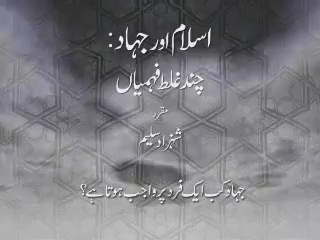 اسلام اور جہاد:
چند غلط فہمیاں
مقرر
شہزاد سلیم
جہاد کب ایک فرد پر واجب ہوتا ہے؟